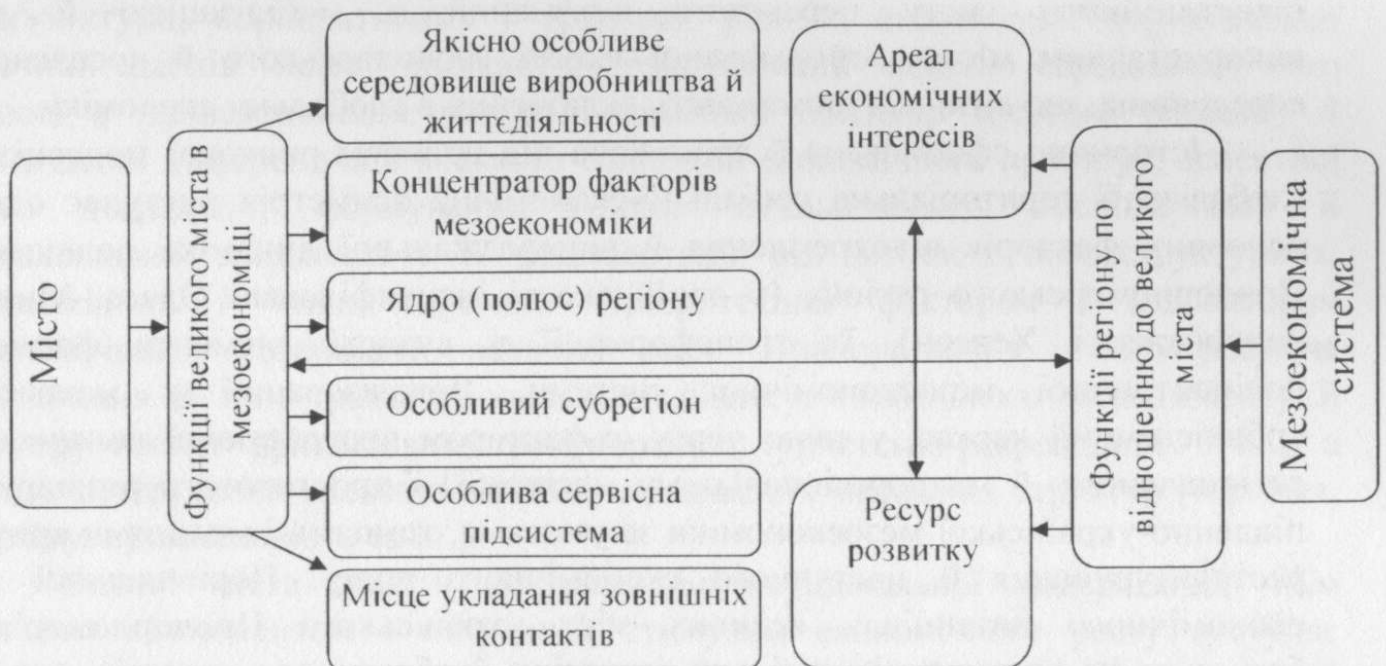 Місто
Функції великого міста в
мезоекономіці
Якісно особливе
середовище виробництва й
життєдіяльності
Концентратор факторів
мезоекономіки
Ядро (полюс) регіону
Особливий субрегіон
Особлива сервісна
підсистема
Місце укладання зовнішніх
контактів
Ареал
економічних
інтересів
Ресурс
розвитку
Функції регіону по
відношенню до великого
міста
Мезоекономічна
система